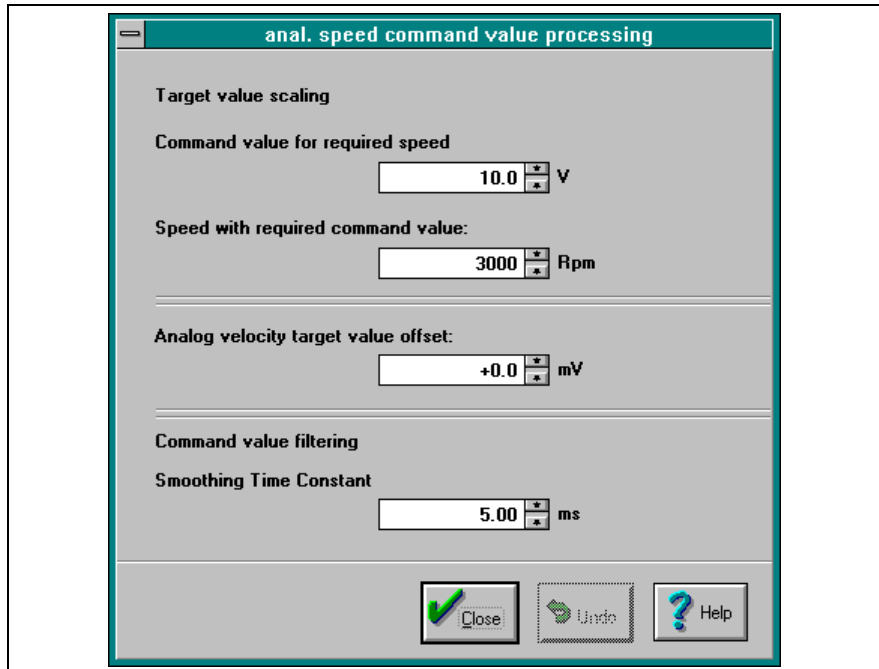 anal. speed command value processing
Target value scaling
Command value for required speed
10.0 V
Speed with required command value:
3000 Rpm
Analog velocity target value offset:
+0.0 mV
Command value filtering
Smoothing Time Constant
5.00 ms
Close Undo Help